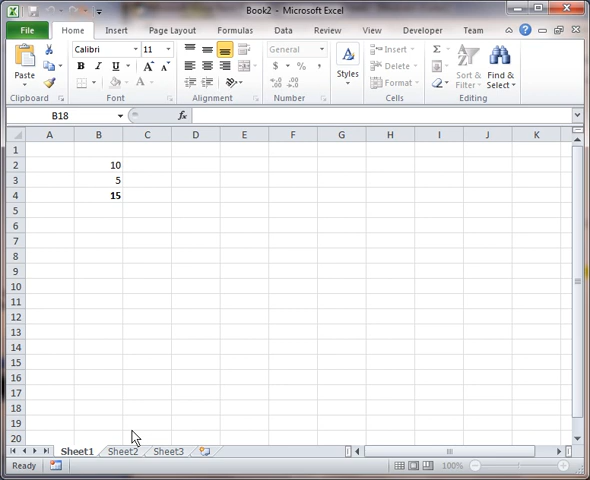 Book2 - Microsoft Excel
File Home Insert Page Layout Formulas Data Review View Developer Team
Calibri 11 General Insert Σ
Paste B I U A A $ % , Styles Delete Sort & Filter Find & Select
A Format
Clipboard Font Alignment Number Cells Editing
B18 fx
A B C D E F G H I J K
1
2 10
3 5
4 15
5
6
7
8
9
10
11
12
13
14
15
16
17
18
19
20
Sheet1 Sheet2 Sheet3
Ready 100%